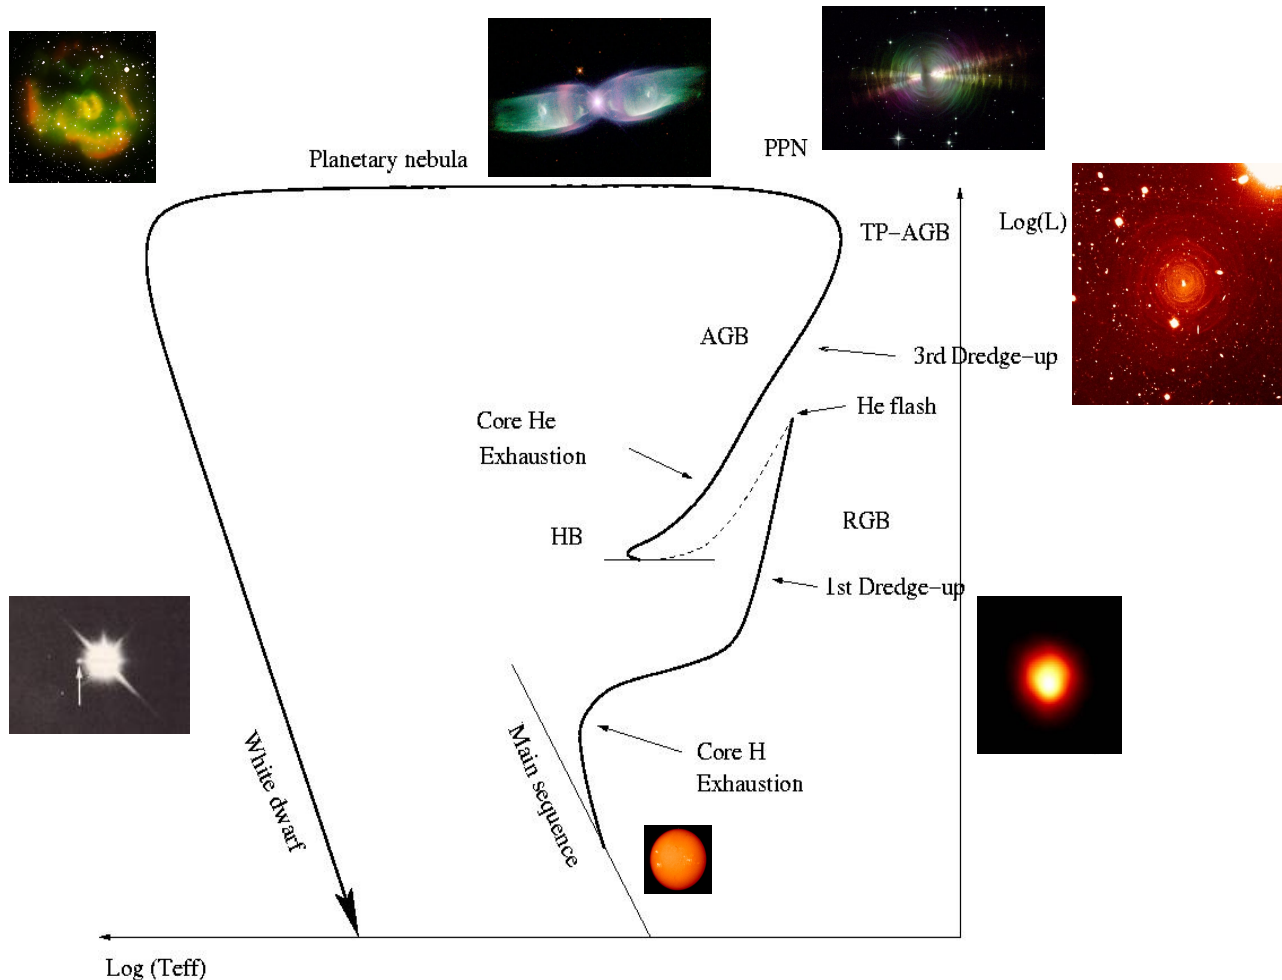 Planetary nebula
PPN
TP-AGB
Log(L)
AGB
3rd Dredge-up
He flash
Core He
Exhaustion
HB
RGB
1st Dredge-up
White dwarf
Main sequence
Core H
Exhaustion
Log (Teff)